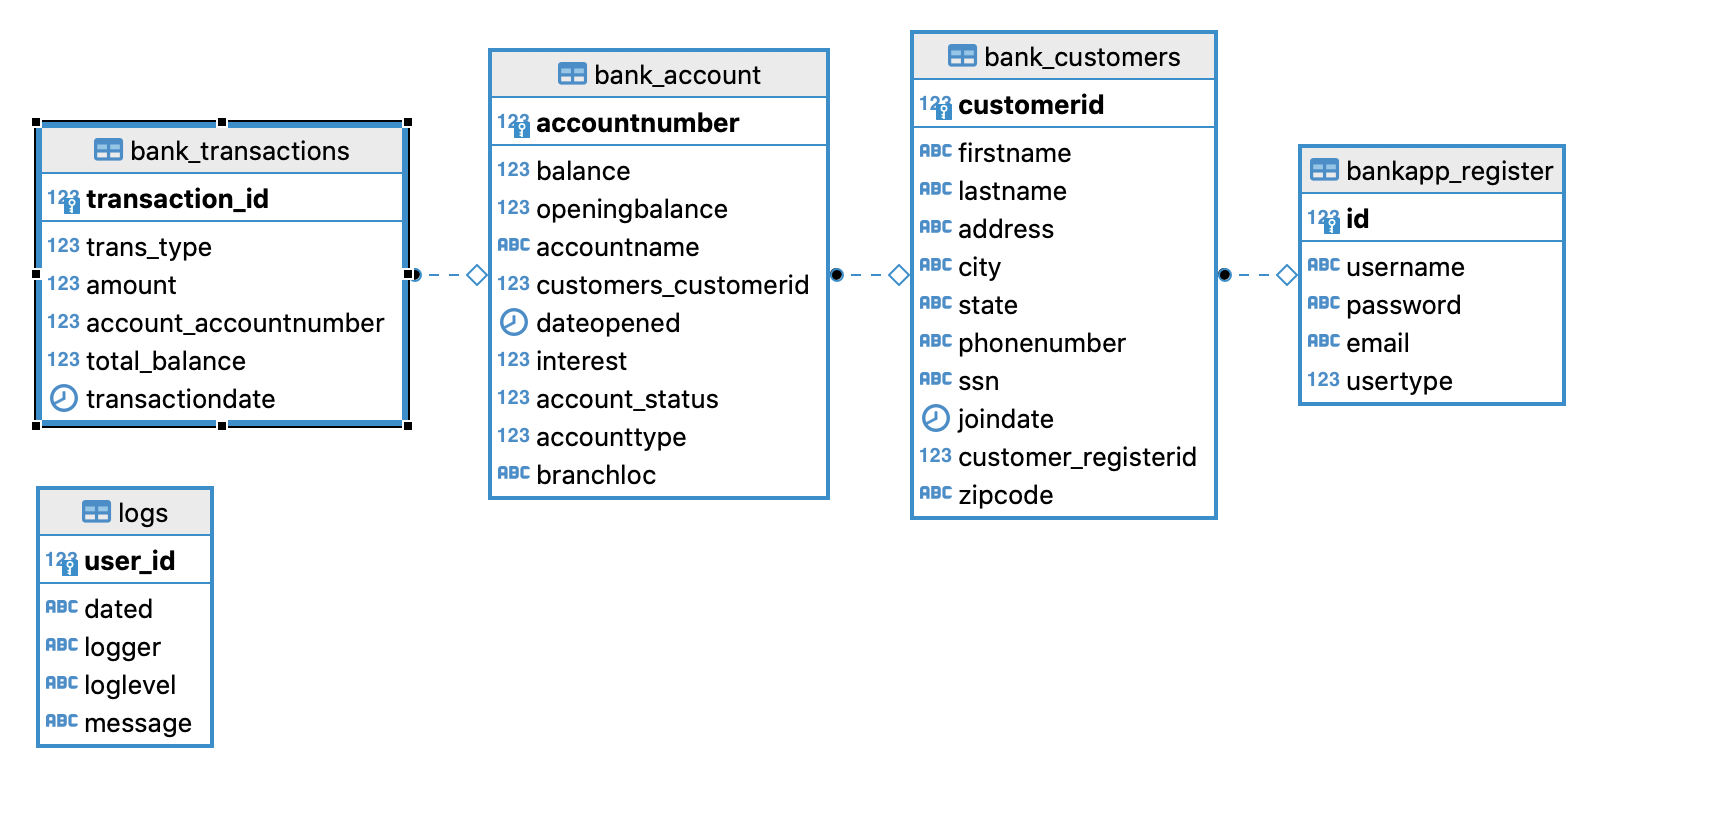 bank_transactions
123 transaction_id
123 trans_type
123 amount
123 account_accountnumber
123 total_balance
transactiondate
bank_account
123 accountnumber
123 balance
123 openingbalance
ABC accountname
123 customers_customerid
dateopened
123 interest
123 account_status
123 accounttype
ABC branchloc
bank_customers
123 customerid
ABC firstname
ABC lastname
ABC address
ABC city
ABC state
ABC phonenumber
ABC ssn
joindate
123 customer_registerid
ABC zipcode
bankapp_register
123 id
ABC username
ABC password
ABC email
123 usertype
logs
123 user_id
ABC dated
ABC logger
ABC loglevel
ABC message